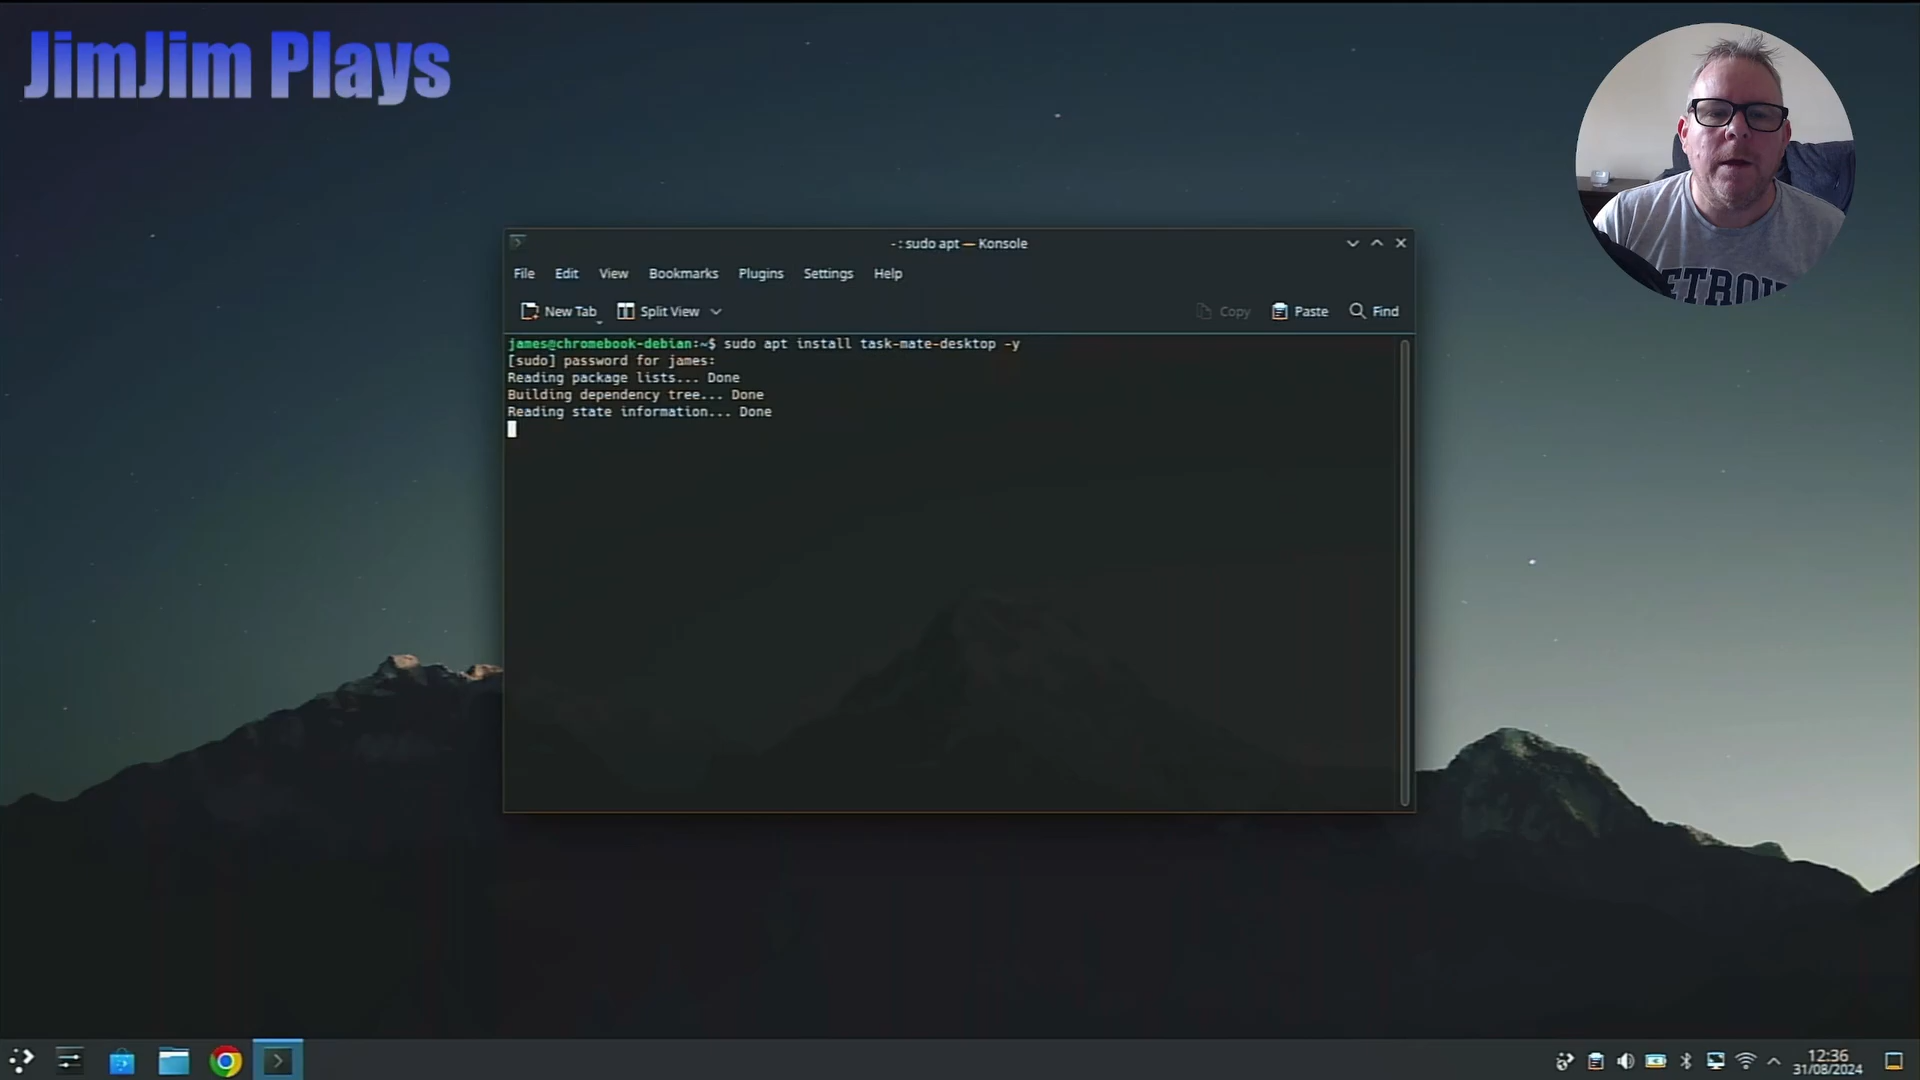 JimJim Plays
- : sudo apt — Konsole
File Edit View Bookmarks Plugins Settings Help
New Tab Split View Copy Paste Find
james@chromebook-debian:~$ sudo apt install task-mate-desktop -y
[sudo] password for james:
Reading package lists... Done
Building dependency tree... Done
Reading state information... Done
ETROI
12:36
31/08/2024